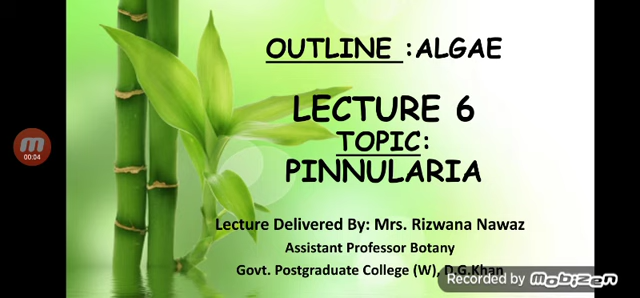 OUTLINE :ALGAE
LECTURE 6
TOPIC:
PINNULARIA
Lecture Delivered By: Mrs. Rizwana Nawaz
Assistant Professor Botany
Govt. Postgraduate College (W), D.G.Khan
m
00:04
Recorded by mobizen